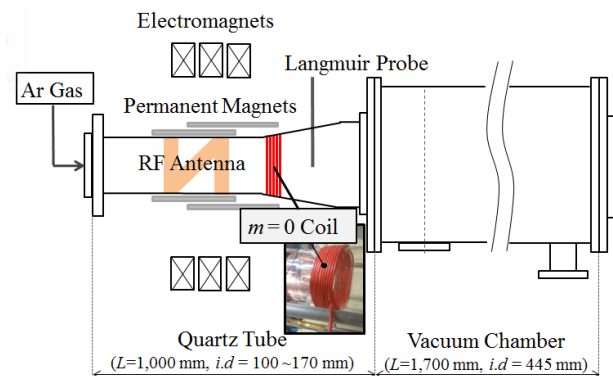 Electromagnets
Langmuir Probe
Ar Gas
Permanent Magnets
RF Antenna
m = 0 Coil
Quartz Tube
(L=1,000 mm, i.d = 100 ~170 mm)
Vacuum Chamber
(L=1,700 mm, i.d = 445 mm)